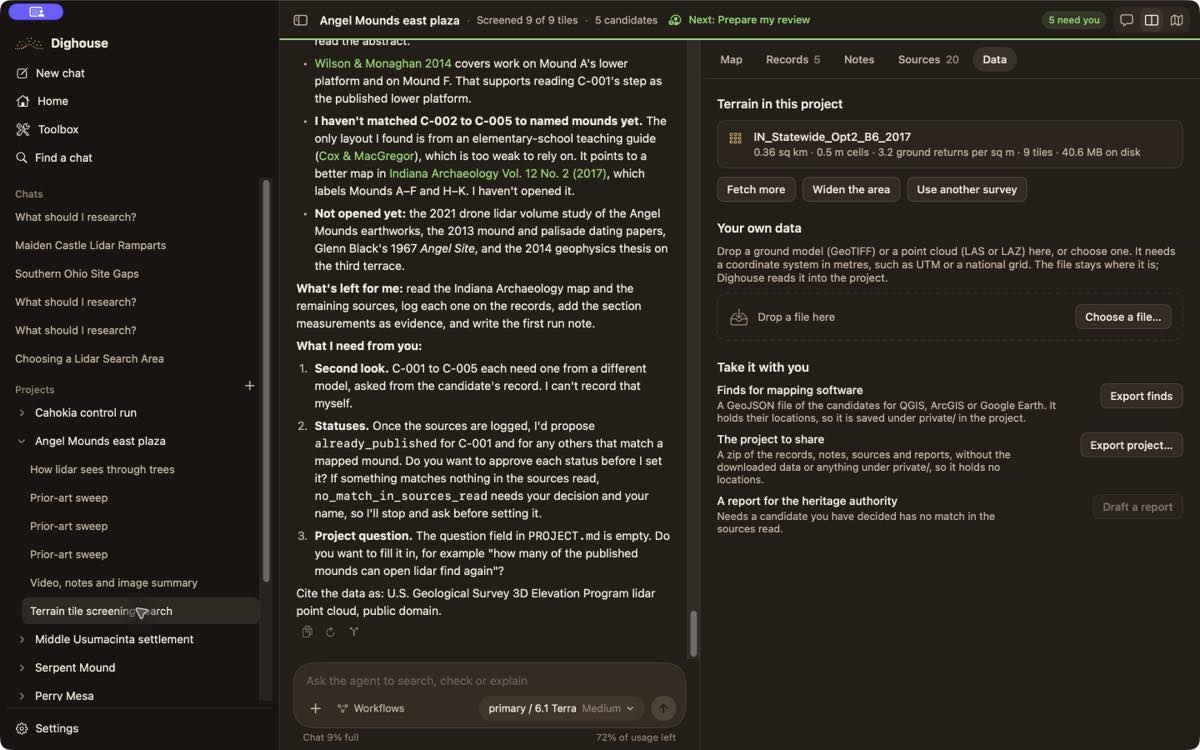 Dighouse
New chat
Home
Toolbox
Find a chat
Chats
What should I research?
Maiden Castle Lidar Ramparts
Southern Ohio Site Gaps
What should I research?
What should I research?
Choosing a Lidar Search Area
Projects
Cahokia control run
Angel Mounds east plaza
How lidar sees through trees
Prior-art sweep
Prior-art sweep
Prior-art sweep
Video, notes and image summary
Terrain tile screening
Middle Usumacinta settlement
Serpent Mound
Perry Mesa
Settings
Angel Mounds east plaza · Screened 9 of 9 tiles · 5 candidates Next: Prepare my review
5 need you
read the abstract.
• Wilson & Monaghan 2014 covers work on Mound A's lower
platform and on Mound F. That supports reading C-001's step as
the published lower platform.
• I haven't matched C-002 to C-005 to named mounds yet. The
only layout I found is from an elementary-school teaching guide
(Cox & MacGregor), which is too weak to rely on. It points to a
better map in Indiana Archaeology Vol. 12 No. 2 (2017), which
labels Mounds A–F and H–K. I haven't opened it.
• Not opened yet: the 2021 drone lidar volume study of the Angel
Mounds earthworks, the 2013 mound and palisade dating papers,
Glenn Black's 1967 Angel Site, and the 2014 geophysics thesis on
the third terrace.
What's left for me: read the Indiana Archaeology map and the
remaining sources, log each one on the records, add the section
measurements as evidence, and write the first run note.
What I need from you:
1. Second look. C-001 to C-005 each need one from a different
model, asked from the candidate's record. I can't record that
myself.
2. Statuses. Once the sources are logged, I'd propose
already_published for C-001 and for any others that match a
mapped mound. Do you want to approve each status before I set
it? If something matches nothing in the sources read,
no_match_in_sources_read needs your decision and your
name, so I'll stop and ask before setting it.
3. Project question. The question field in PROJECT.md is empty. Do
you want to fill it in, for example "how many of the published
mounds can open lidar find again"?
Cite the data as: U.S. Geological Survey 3D Elevation Program lidar
point cloud, public domain.
Ask the agent to search, check or explain
Workflows
primary / 6.1 Terra Medium
Chat 9% full
72% of usage left
Map Records 5 Notes Sources 20 Data
Terrain in this project
IN_Statewide_Opt2_B6_2017
0.36 sq km · 0.5 m cells · 3.2 ground returns per sq m · 9 tiles · 40.6 MB on disk
Fetch more Widen the area Use another survey
Your own data
Drop a ground model (GeoTIFF) or a point cloud (LAS or LAZ) here, or choose one. It needs
a coordinate system in metres, such as UTM or a national grid. The file stays where it is;
Dighouse reads it into the project.
Drop a file here
Choose a file...
Take it with you
Finds for mapping software
A GeoJSON file of the candidates for QGIS, ArcGIS or Google Earth. It
holds their locations, so it is saved under private/ in the project.
Export finds
The project to share
A zip of the records, notes, sources and reports, without the
downloaded data or anything under private/, so it holds no
locations.
Export project...
A report for the heritage authority
Needs a candidate you have decided has no match in the
sources read.
Draft a report